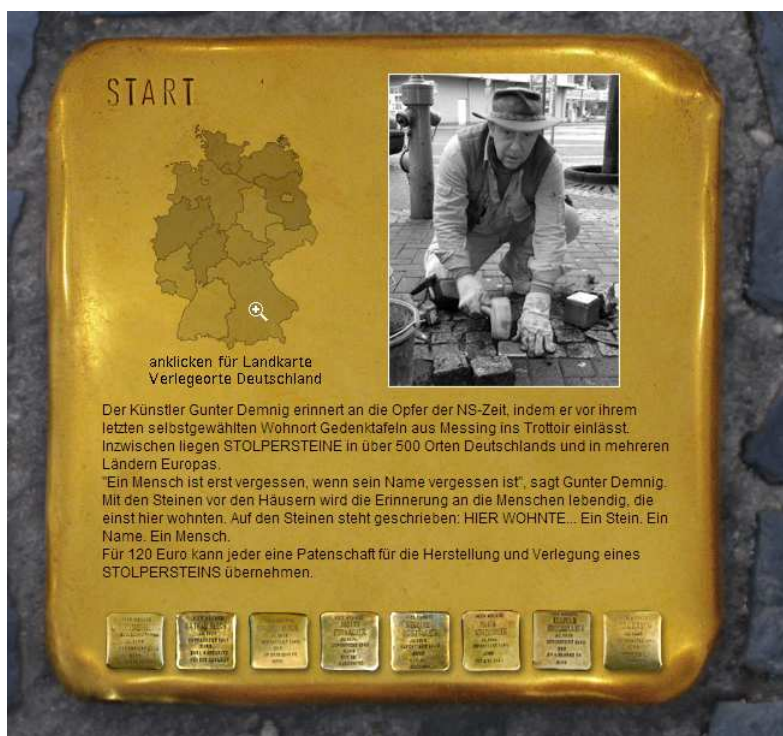 START
anklicken für Landkarte
Verlegeorte Deutschland
Der Künstler Gunter Demnig erinnert an die Opfer der NS-Zeit, indem er vor ihrem
letzten selbstgewählten Wohnort Gedenktafeln aus Messing ins Trottoir einlässt.
Inzwischen liegen STOLPERSTEINE in über 500 Orten Deutschlands und in mehreren
Ländern Europas.
"Ein Mensch ist erst vergessen, wenn sein Name vergessen ist", sagt Gunter Demnig.
Mit den Steinen vor den Häusern wird die Erinnerung an die Menschen lebendig, die
einst hier wohnten. Auf den Steinen steht geschrieben: HIER WOHNTE... Ein Stein. Ein
Name. Ein Mensch.
Für 120 Euro kann jeder eine Patenschaft für die Herstellung und Verlegung eines
STOLPERSTEINS übernehmen.